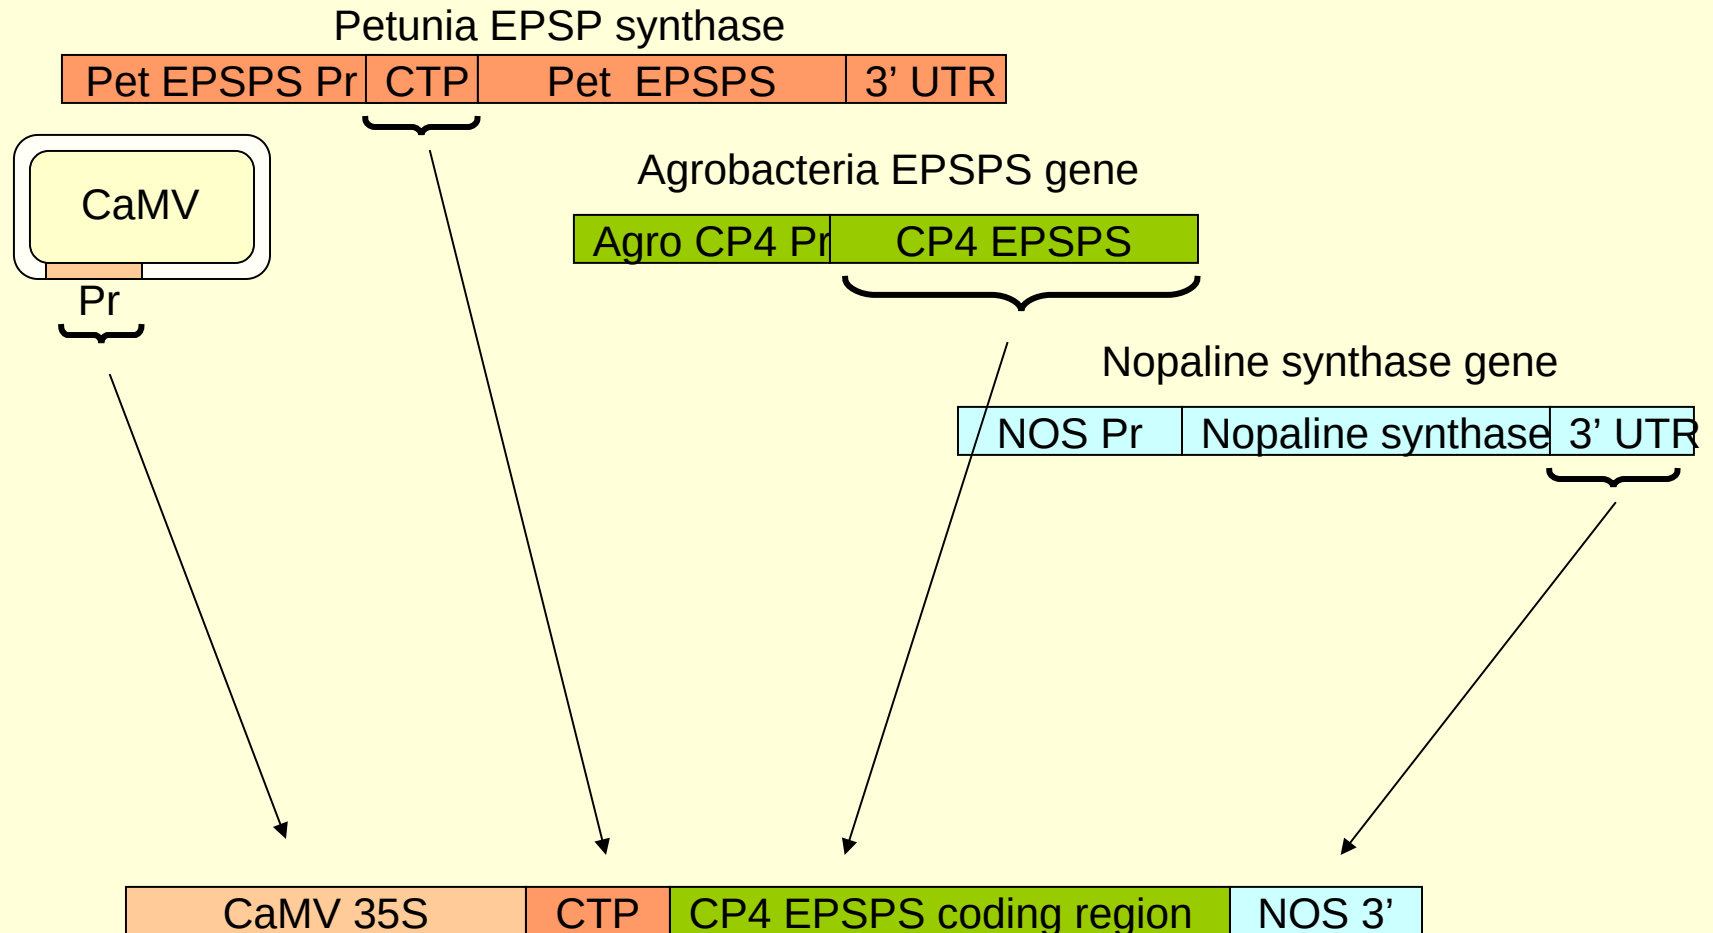 Petunia EPSP synthase
Pet EPSPS Pr CTP Pet EPSPS 3’ UTR
CaMV
Pr
Agrobacteria EPSPS gene
Agro CP4 Pr CP4 EPSPS
Nopaline synthase gene
NOS Pr Nopaline synthase 3’ UTR
CaMV 35S CTP CP4 EPSPS coding region NOS 3’